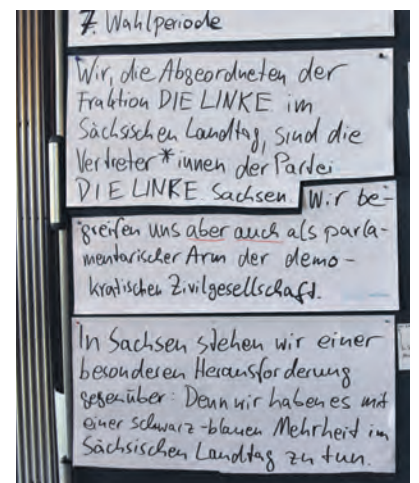 7. Wahlperiode
Wir, die Abgeordneten der
Fraktion DIE LINKE im
Sächsischen Landtag, sind die
Vertreter*innen der Partei
DIE LINKE Sachsen. Wir be-
greifen uns aber auch als parla-
mentarischer Arm der demo-
kratischen Zivilgesellschaft.
In Sachsen stehen wir einer
besonderen Herausforderung
gegenüber: Denn wir haben es mit
einer schwarz-blauen Mehrheit im
Sächsischen Landtag zu tun.